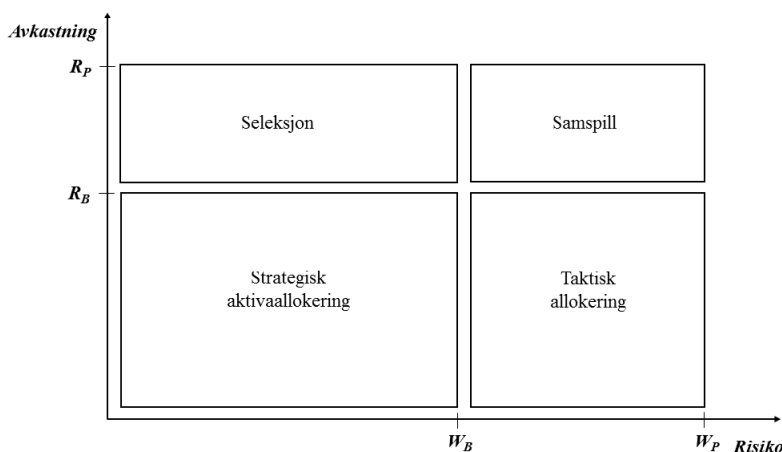 Avkastning
R_P
Seleksjon
Samspill
R_B
Strategisk
aktivaallokering
Taktisk
allokering
W_B
W_P
Risiko